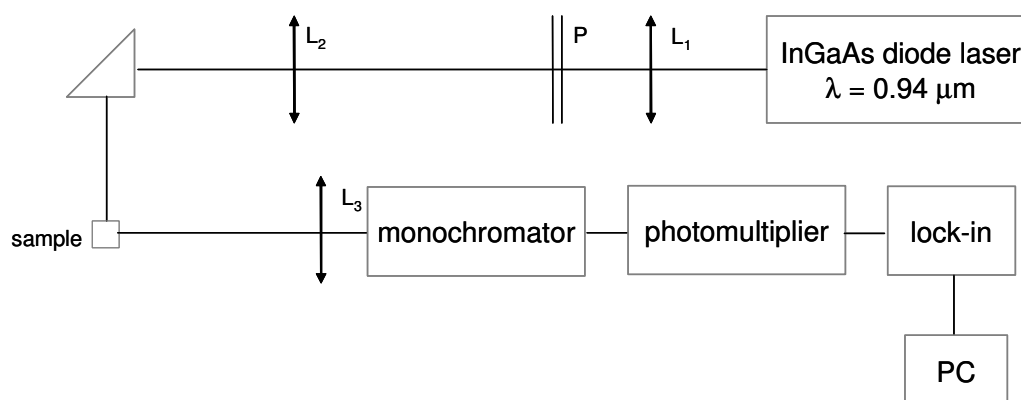 L₂
P
L₁
InGaAs diode laser
λ = 0.94 μm
sample
L₃
monochromator
photomultiplier
lock-in
PC